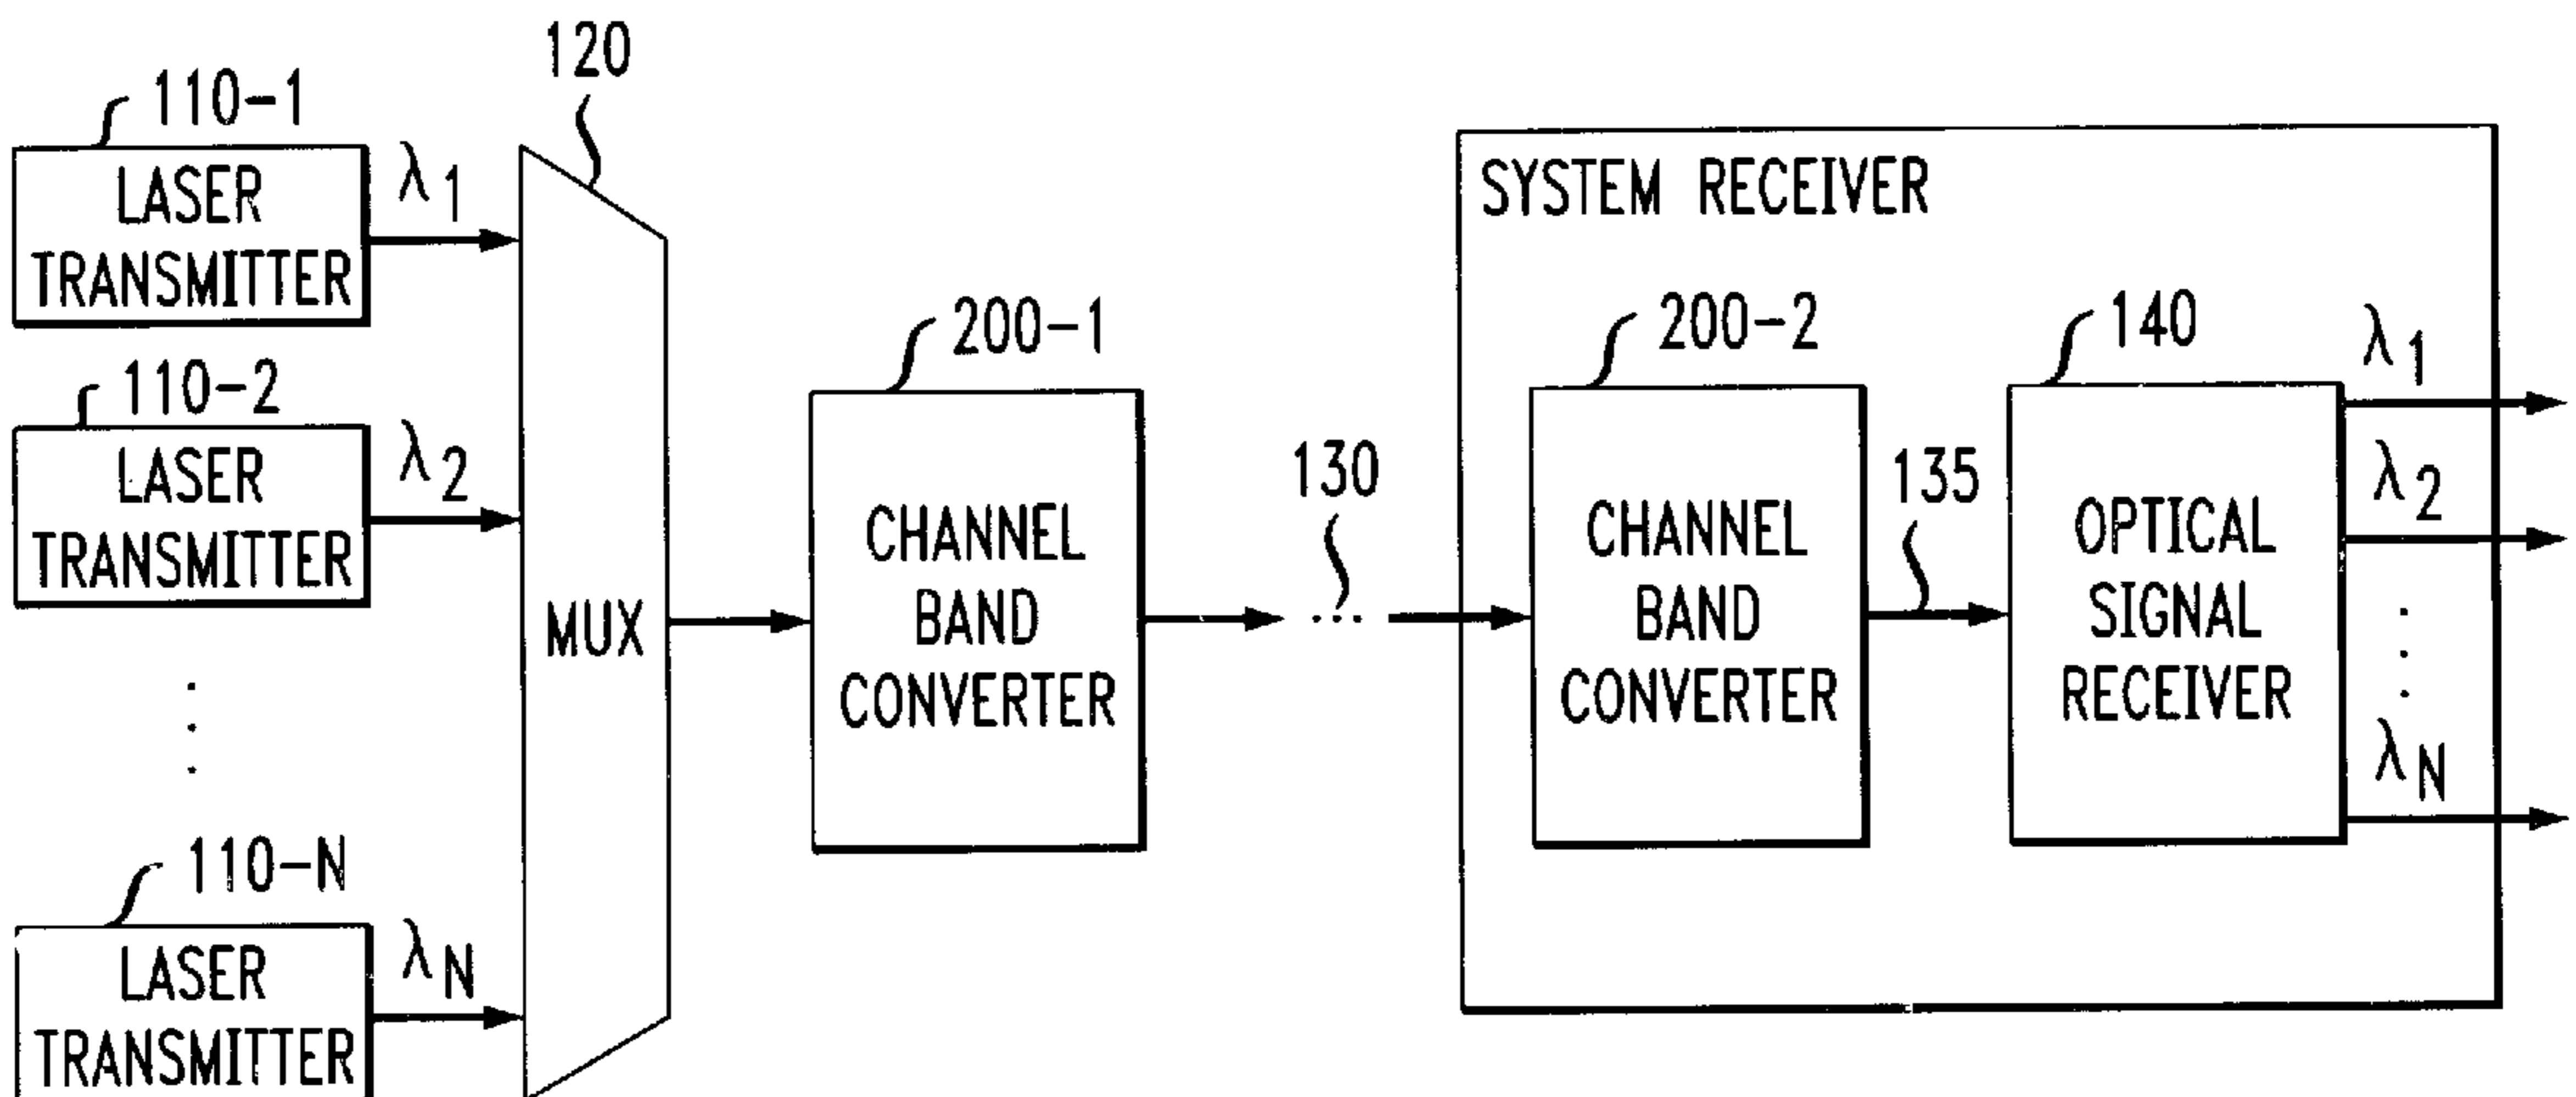 110-1
LASER
TRANSMITTER
λ1
110-2
LASER
TRANSMITTER
λ2
110-N
LASER
TRANSMITTER
λN
120
MUX
200-1
CHANNEL
BAND
CONVERTER
130
...
SYSTEM RECEIVER
200-2
CHANNEL
BAND
CONVERTER
135
140
OPTICAL
SIGNAL
RECEIVER
λ1
λ2
λN